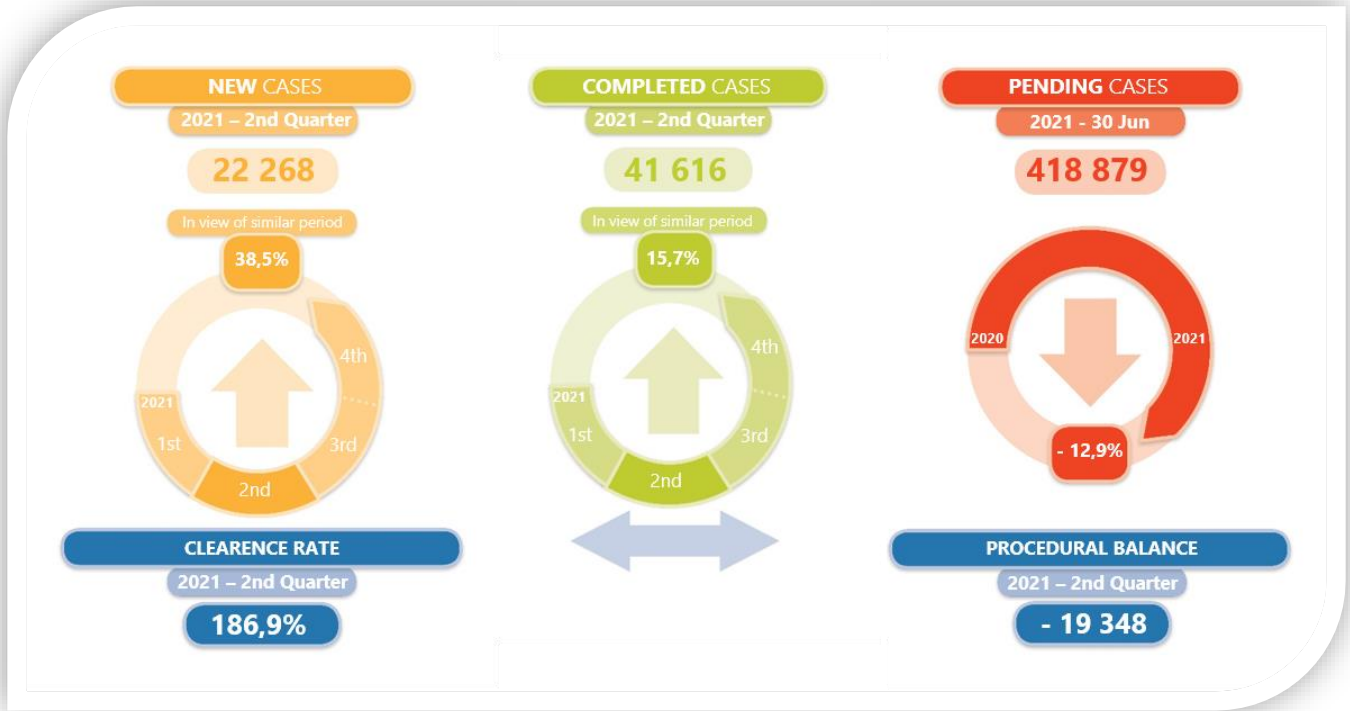 NEW CASES
2021 – 2nd Quarter
22 268
In view of similar period
38,5%
4th
2021
1st
3rd
2nd
COMPLETED CASES
2021 – 2nd Quarter
41 616
In view of similar period
15,7%
4th
2021
1st
3rd
2nd
PENDING CASES
2021 - 30 Jun
418 879
2020
2021
- 12,9%
CLEARENCE RATE
2021 – 2nd Quarter
186,9%
PROCEDURAL BALANCE
2021 – 2nd Quarter
- 19 348